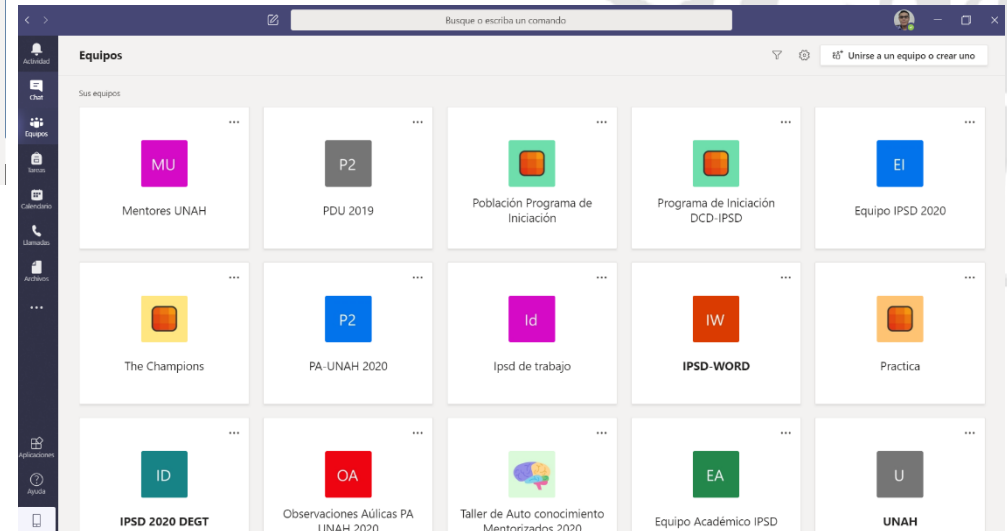 Busque o escriba un comando
Actividad
Chat
Equipos
Tareas
Calendario
Llamadas
Archivos
Aplicaciones
Ayuda
Equipos
Unirse a un equipo o crear uno
Sus equipos
MU
Mentores UNAH
P2
PDU 2019
Población Programa de
Iniciación
Programa de Iniciación
DCD-IPSD
EI
Equipo IPSD 2020
The Champions
P2
PA-UNAH 2020
Id
Ipsd de trabajo
IW
IPSD-WORD
Practica
ID
IPSD 2020 DEGT
OA
Observaciones Aúlicas PA
UNAH 2020
Taller de Auto conocimiento
Mentorizados 2020
EA
Equipo Académico IPSD
U
UNAH